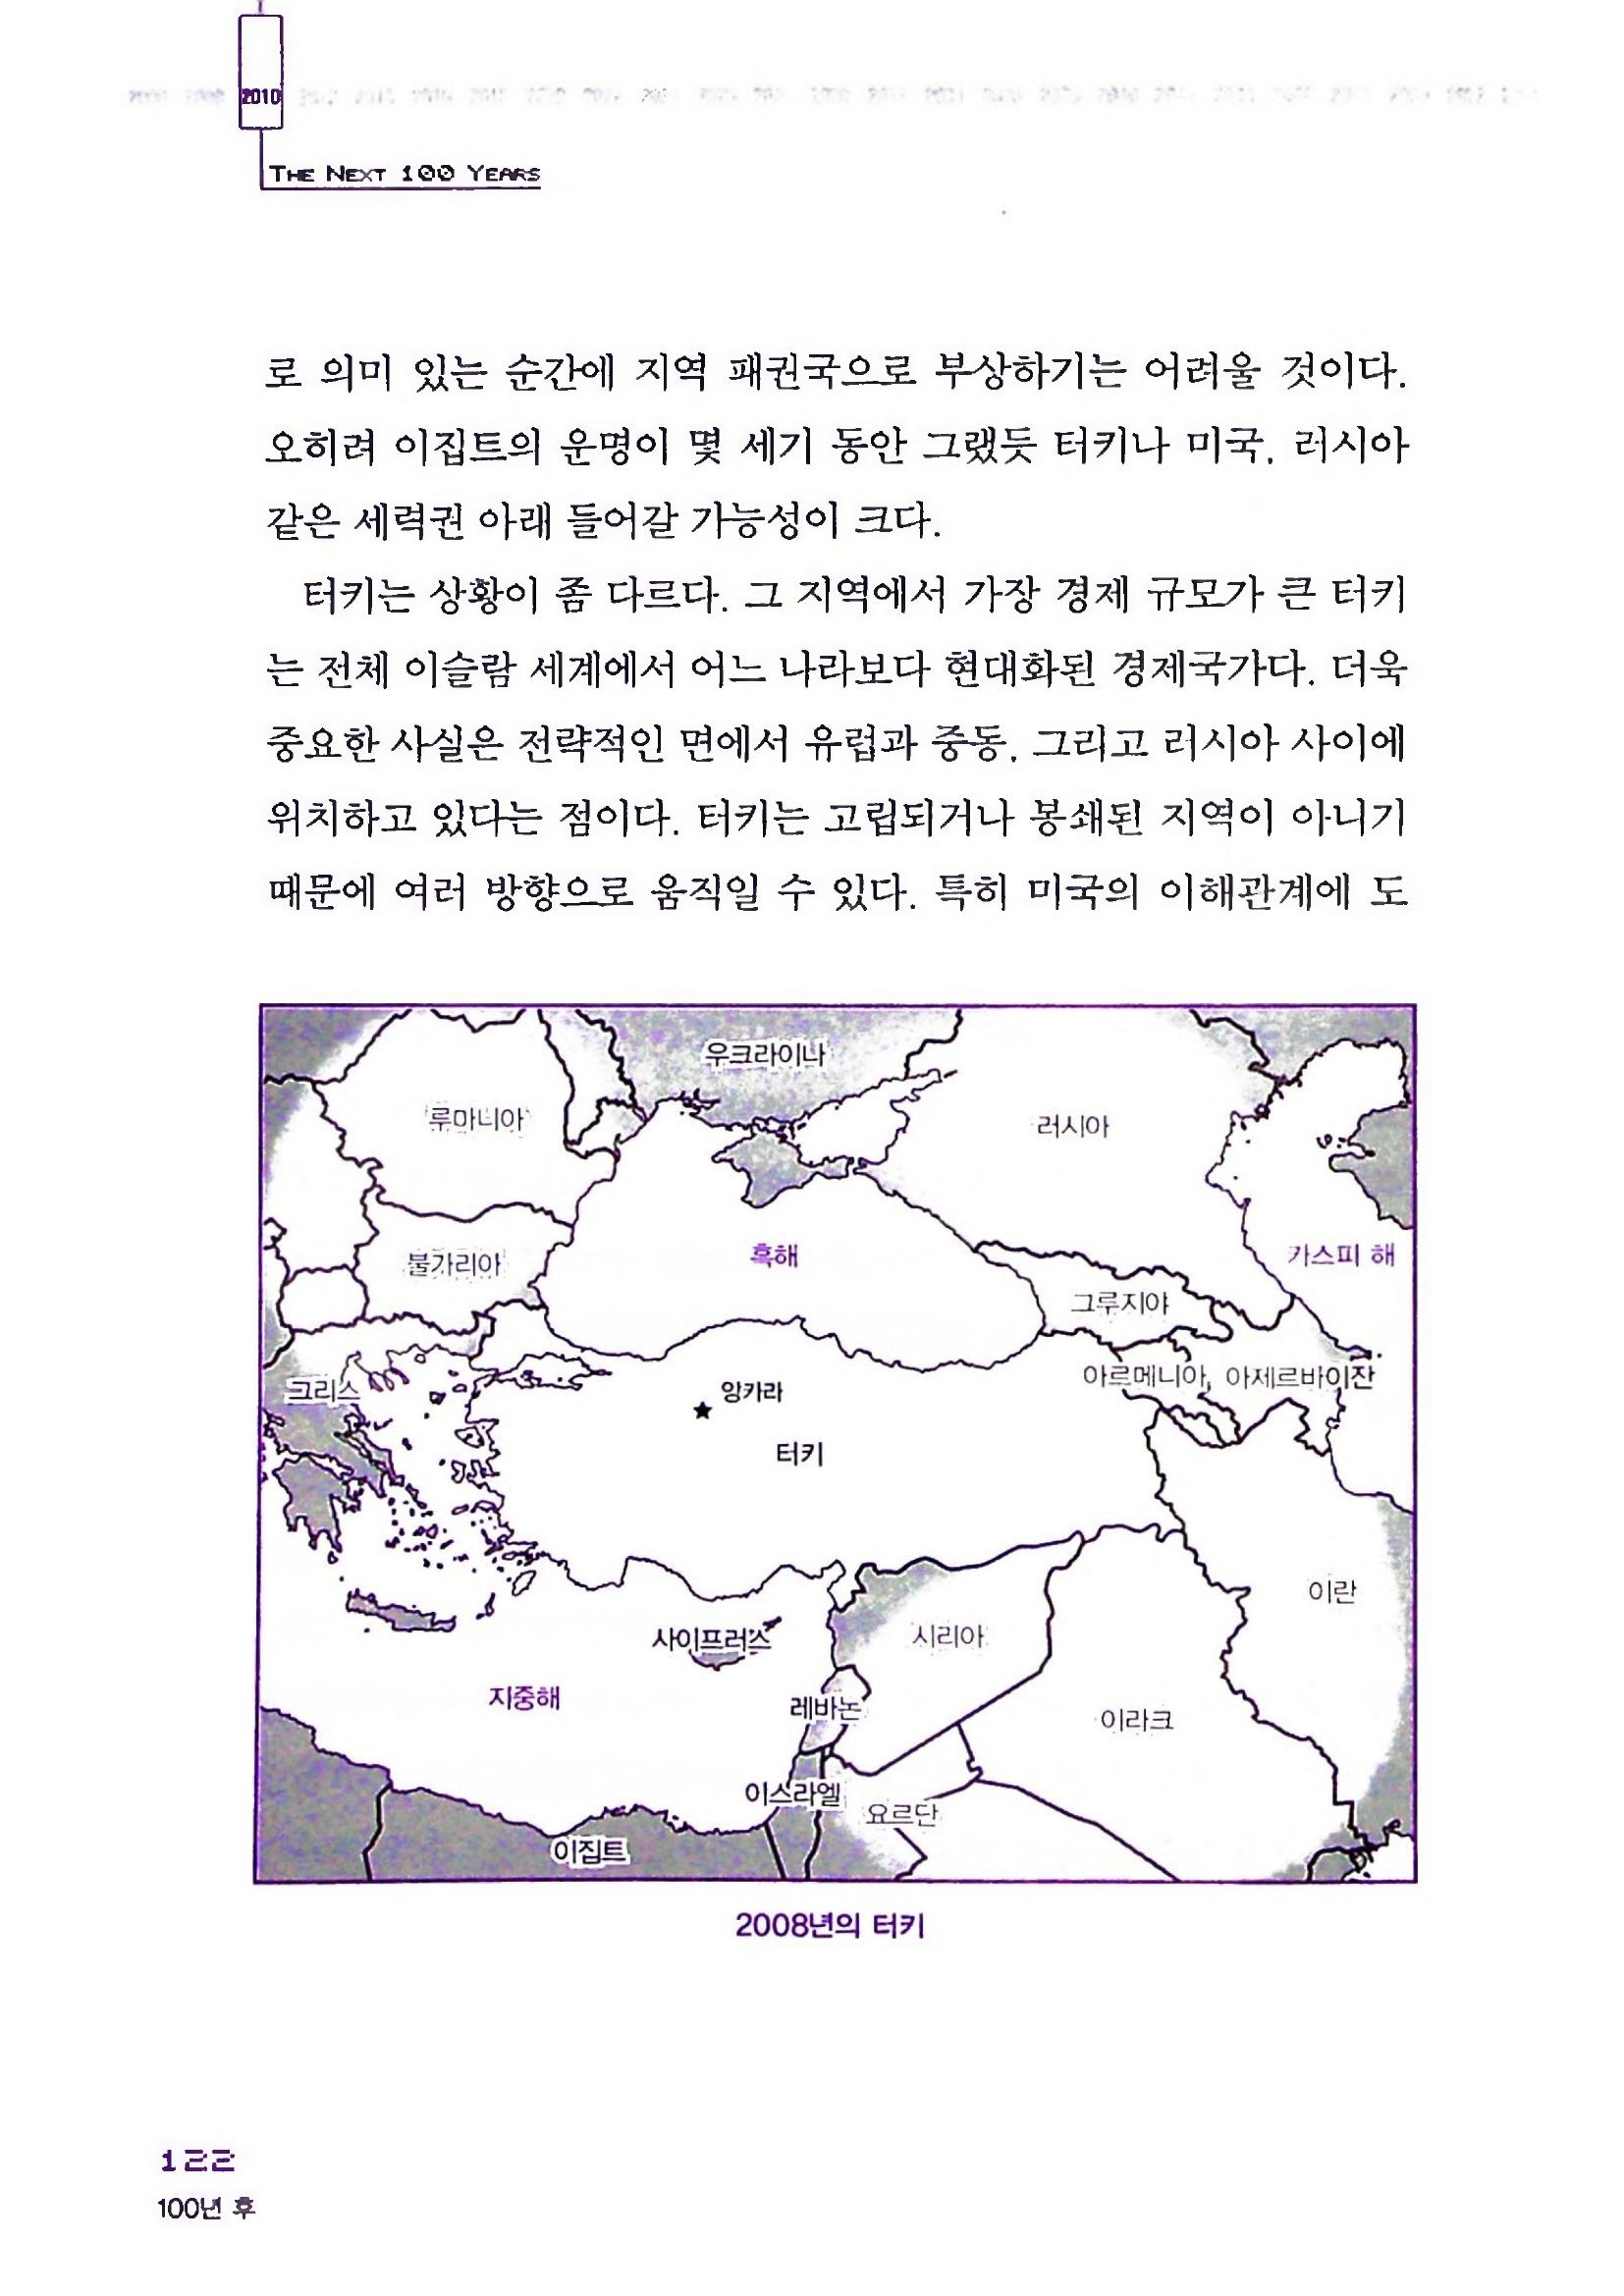 2010
THE NEXT 100 YEARS
로 의미 있는 순간에 지역 패권국으로 부상하기는 어려울 것이다.
오히려 이집트의 운명이 몇 세기 동안 그랬듯 터키나 미국, 러시아
같은 세력권 아래 들어갈 가능성이 크다.
터키는 상황이 좀 다르다. 그 지역에서 가장 경제 규모가 큰 터키
는 전체 이슬람 세계에서 어느 나라보다 현대화된 경제국가다. 더욱
중요한 사실은 전략적인 면에서 유럽과 중동, 그리고 러시아 사이에
위치하고 있다는 점이다. 터키는 고립되거나 봉쇄된 지역이 아니기
때문에 여러 방향으로 움직일 수 있다. 특히 미국의 이해관계에 도
우크라이나
루마니아
러시아
불가리아
흑해
카스피 해
그루지야
아르메니아, 아제르바이잔
그리스
앙카라
터키
이란
사이프러스
시리아
지중해
레바논
이라크
이스라엘
요르단
이집트
2008년의 터키
122
100년 후